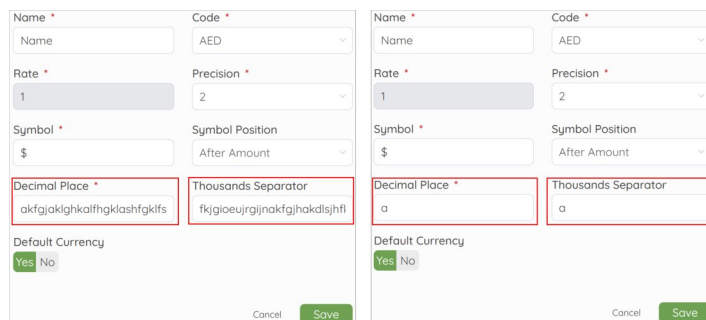 Name * Code *
Name AED
Rate * Precision *
1 2
Symbol * Symbol Position
$ After Amount
Decimal Place * Thousands Separator
akfgjaklghkalfhgklashfgklfs fkjgioeujrgijnakfgjhakdlsjhfl
Default Currency
Yes No
Cancel Save
Name * Code *
Name AED
Rate * Precision *
1 2
Symbol * Symbol Position
$ After Amount
Decimal Place * Thousands Separator
a a
Default Currency
Yes No
Cancel Save